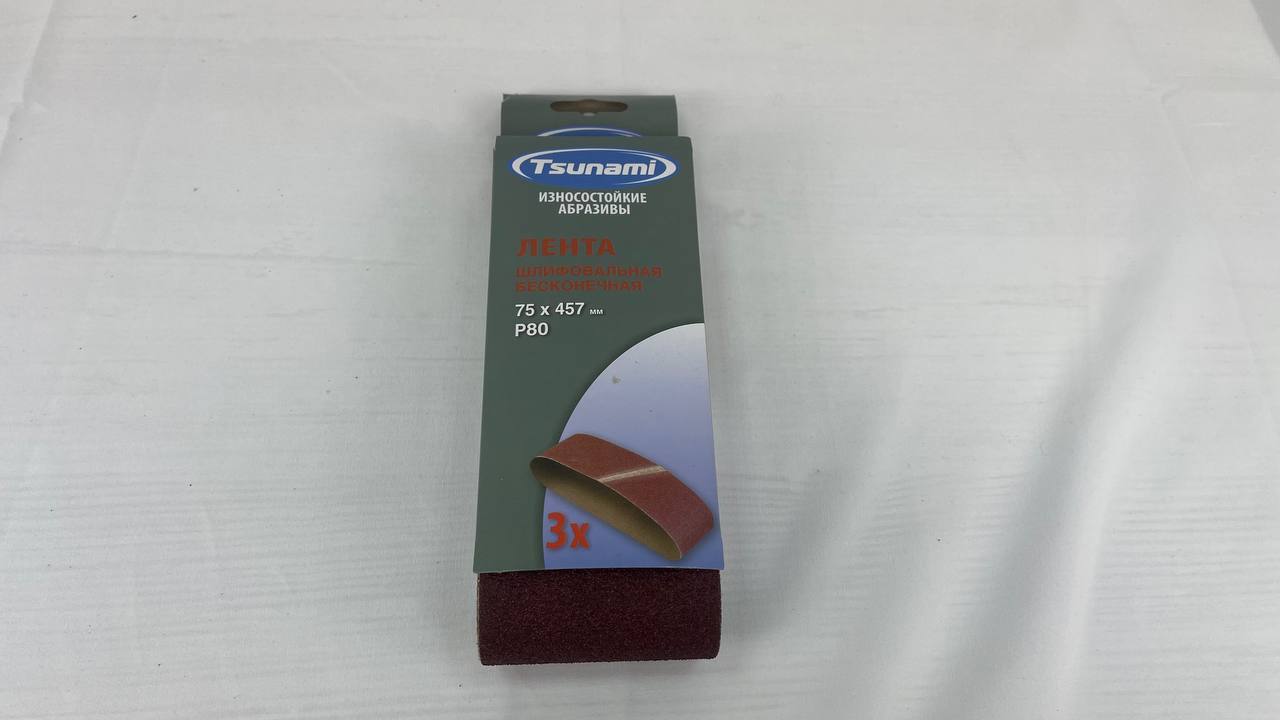 Tsunami
ИЗНОСОСТОЙКИЕ
АБРАЗИВЫ
ЛЕНТА
ШЛИФОВАЛЬНАЯ
БЕСКОНЕЧНАЯ
75 x 457 мм
P80
3x